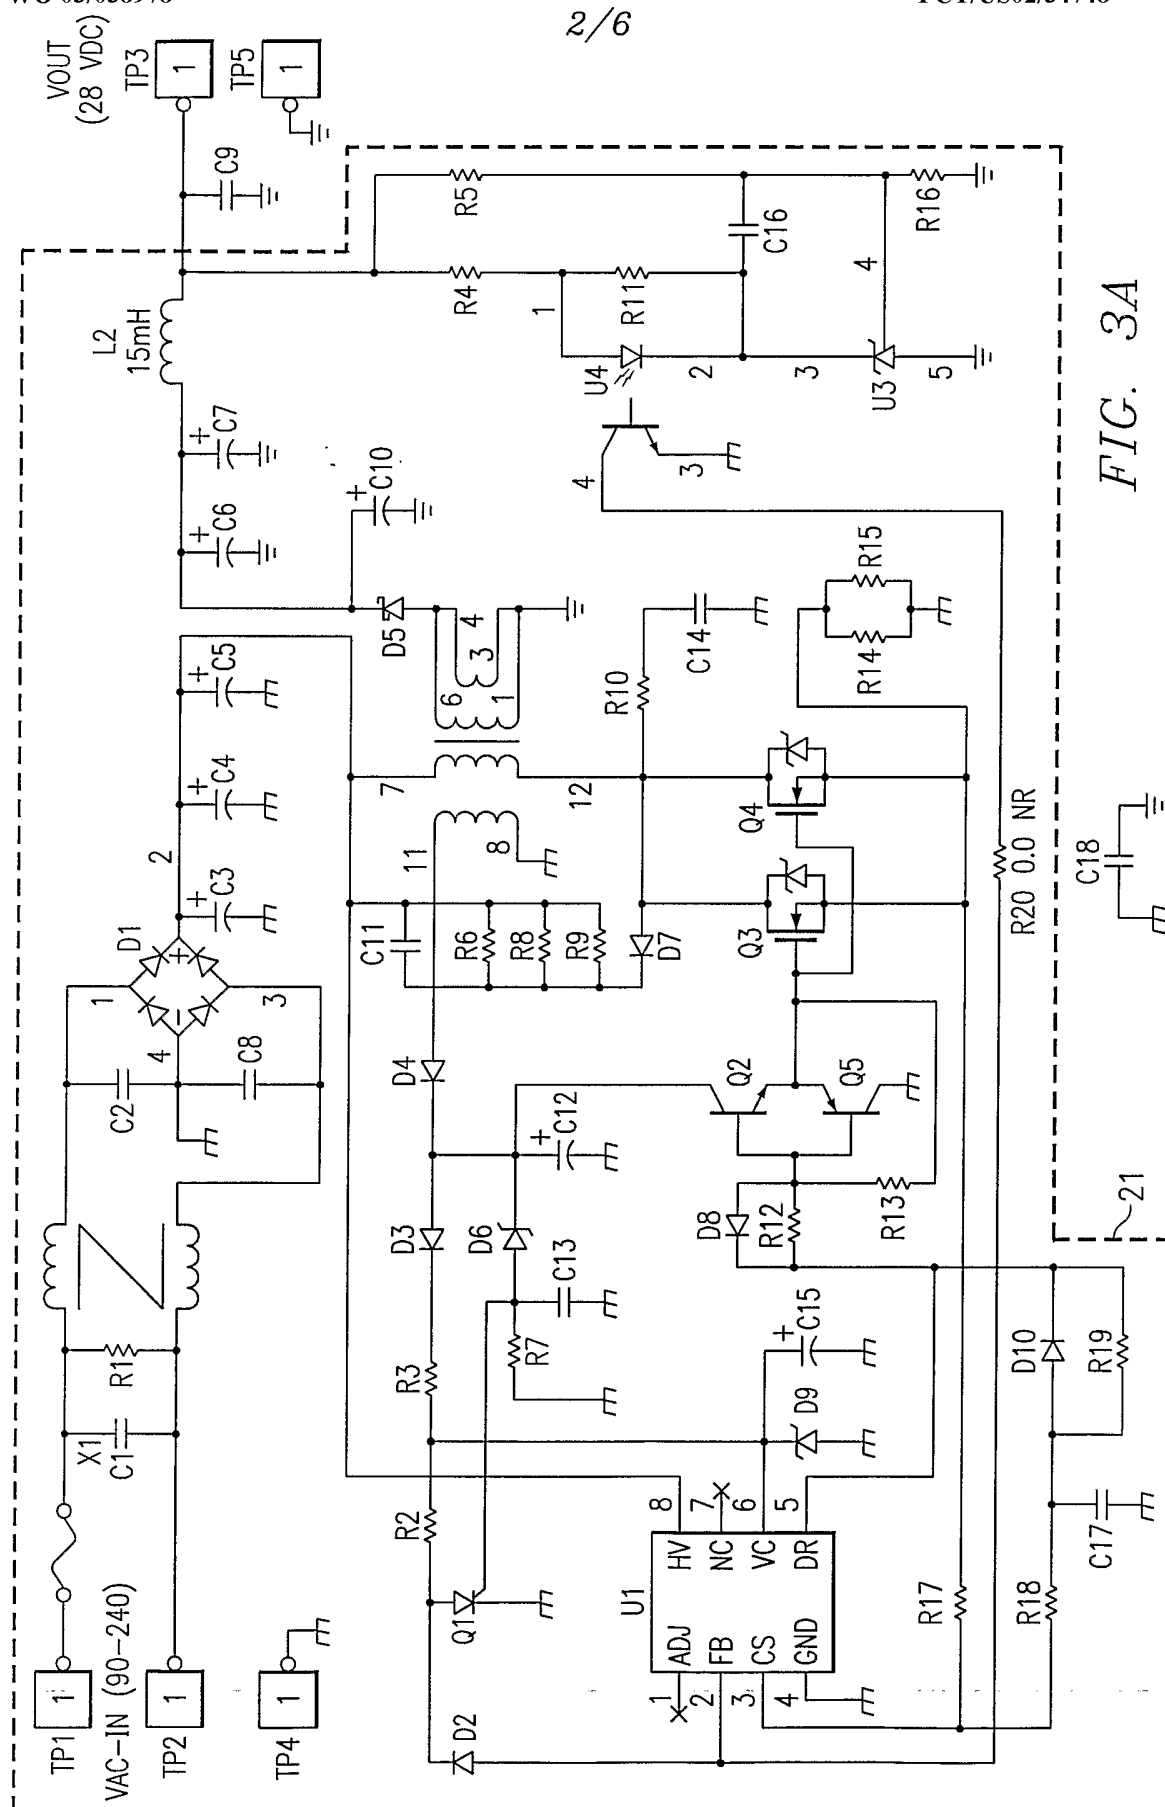 2/6
VOUT
(28 VDC)
TP3
1
TP5
1
C9
L2
15mH
C7
+
C6
+
C10
+
R5
R4
R11
C16
R16
1
2
3
4
5
U4
U3
4
3
D5
6
4
3
1
7
12
11
8
C5
+
C4
+
C3
+
2
D1
+
−
1
3
4
C2
C8
R10
C14
R15
R14
Q4
Q3
D7
C11
R6
R8
R9
D4
C12
+
Q2
Q5
D3
D6
C13
D8
R12
R13
R3
R7
C15
+
D9
D10
R19
R1
X1
C1
R2
Q1
D2
U1
8
7
6
5
HV
NC
VC
DR
ADJ
FB
CS
GND
1
2
3
4
R17
R18
C17
R20 0.0 NR
C18
21
TP1
1
VAC-IN (90-240)
TP2
1
TP4
1
FIG. 3A